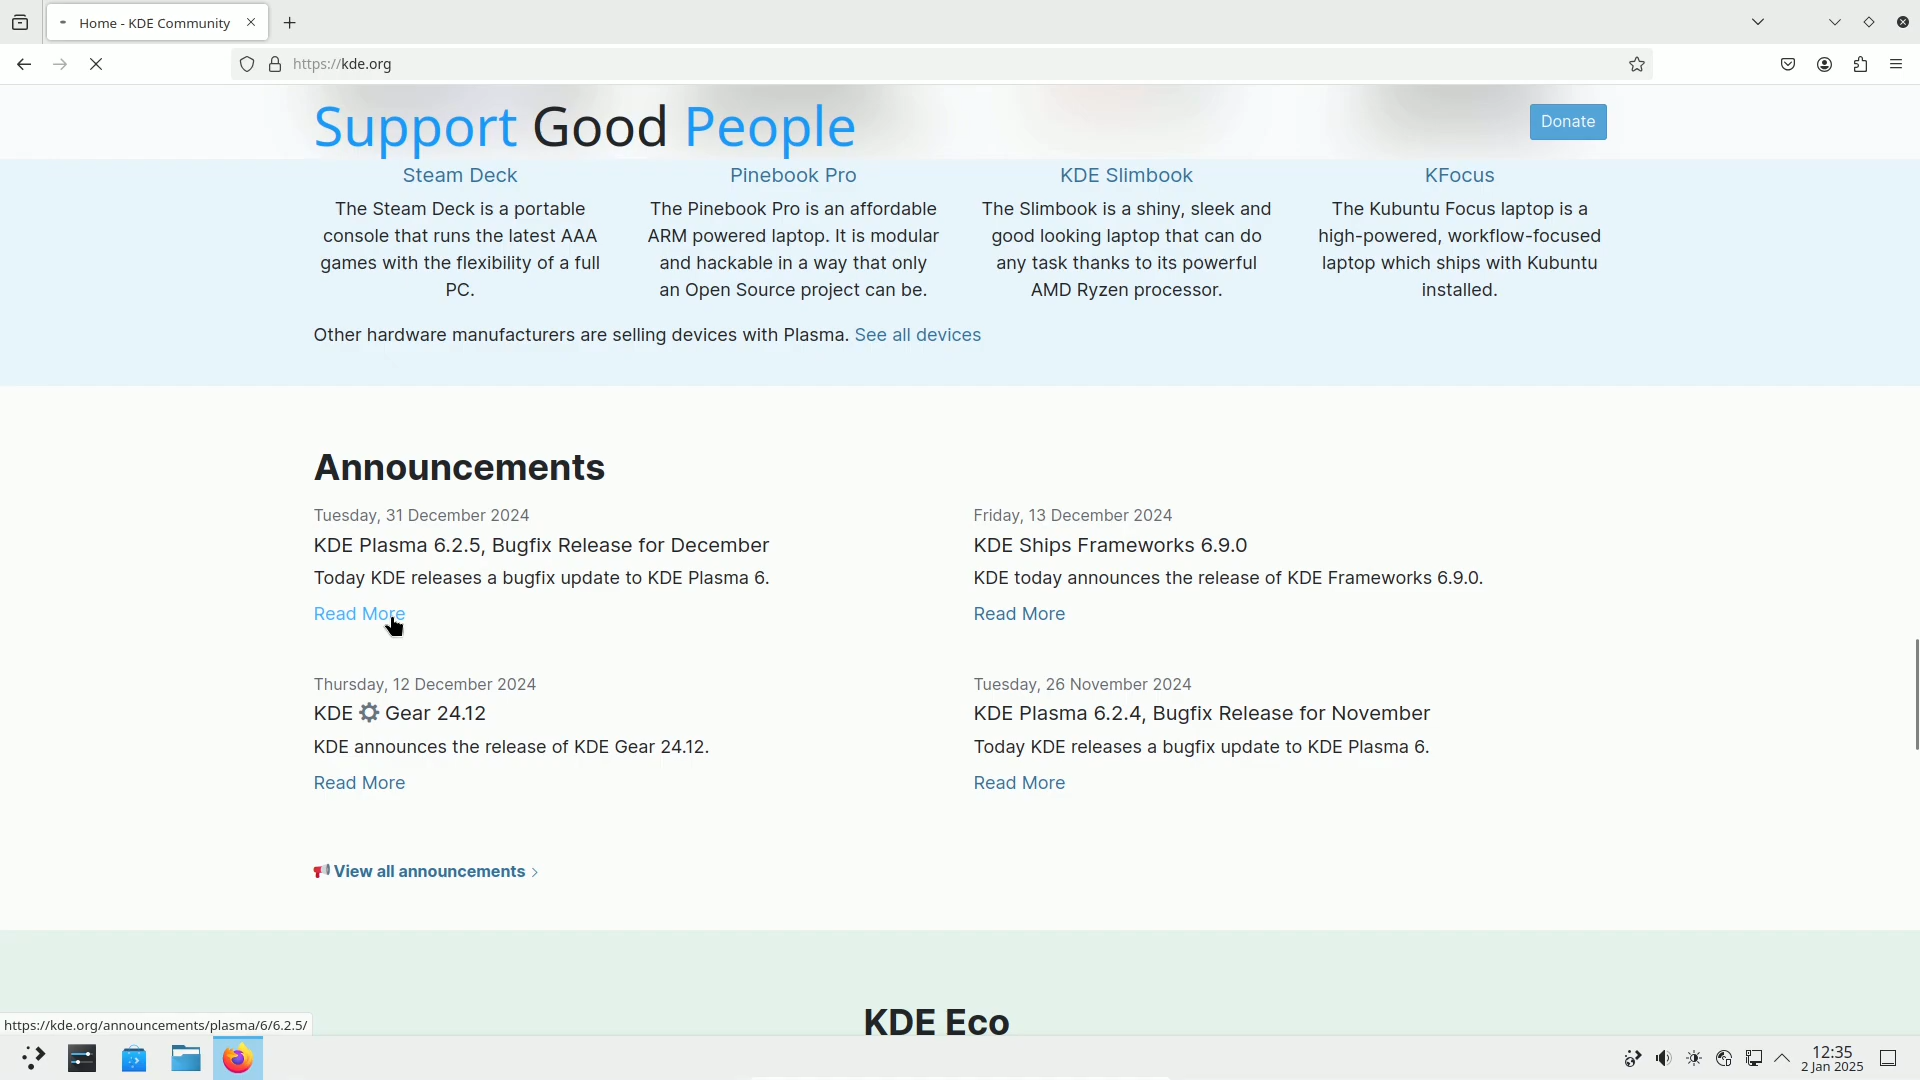 Home - KDE Community
https://kde.org
Support Good People
Donate
Steam Deck
The Steam Deck is a portable
console that runs the latest AAA
games with the flexibility of a full
PC.
Pinebook Pro
The Pinebook Pro is an affordable
ARM powered laptop. It is modular
and hackable in a way that only
an Open Source project can be.
KDE Slimbook
The Slimbook is a shiny, sleek and
good looking laptop that can do
any task thanks to its powerful
AMD Ryzen processor.
KFocus
The Kubuntu Focus laptop is a
high-powered, workflow-focused
laptop which ships with Kubuntu
installed.
Other hardware manufacturers are selling devices with Plasma. See all devices
Announcements
Tuesday, 31 December 2024
KDE Plasma 6.2.5, Bugfix Release for December
Today KDE releases a bugfix update to KDE Plasma 6.
Read More
Friday, 13 December 2024
KDE Ships Frameworks 6.9.0
KDE today announces the release of KDE Frameworks 6.9.0.
Read More
Thursday, 12 December 2024
KDE ⚙️ Gear 24.12
KDE announces the release of KDE Gear 24.12.
Read More
Tuesday, 26 November 2024
KDE Plasma 6.2.4, Bugfix Release for November
Today KDE releases a bugfix update to KDE Plasma 6.
Read More
View all announcements
KDE Eco
https://kde.org/announcements/plasma/6/6.2.5/
12:35
2 Jan 2025